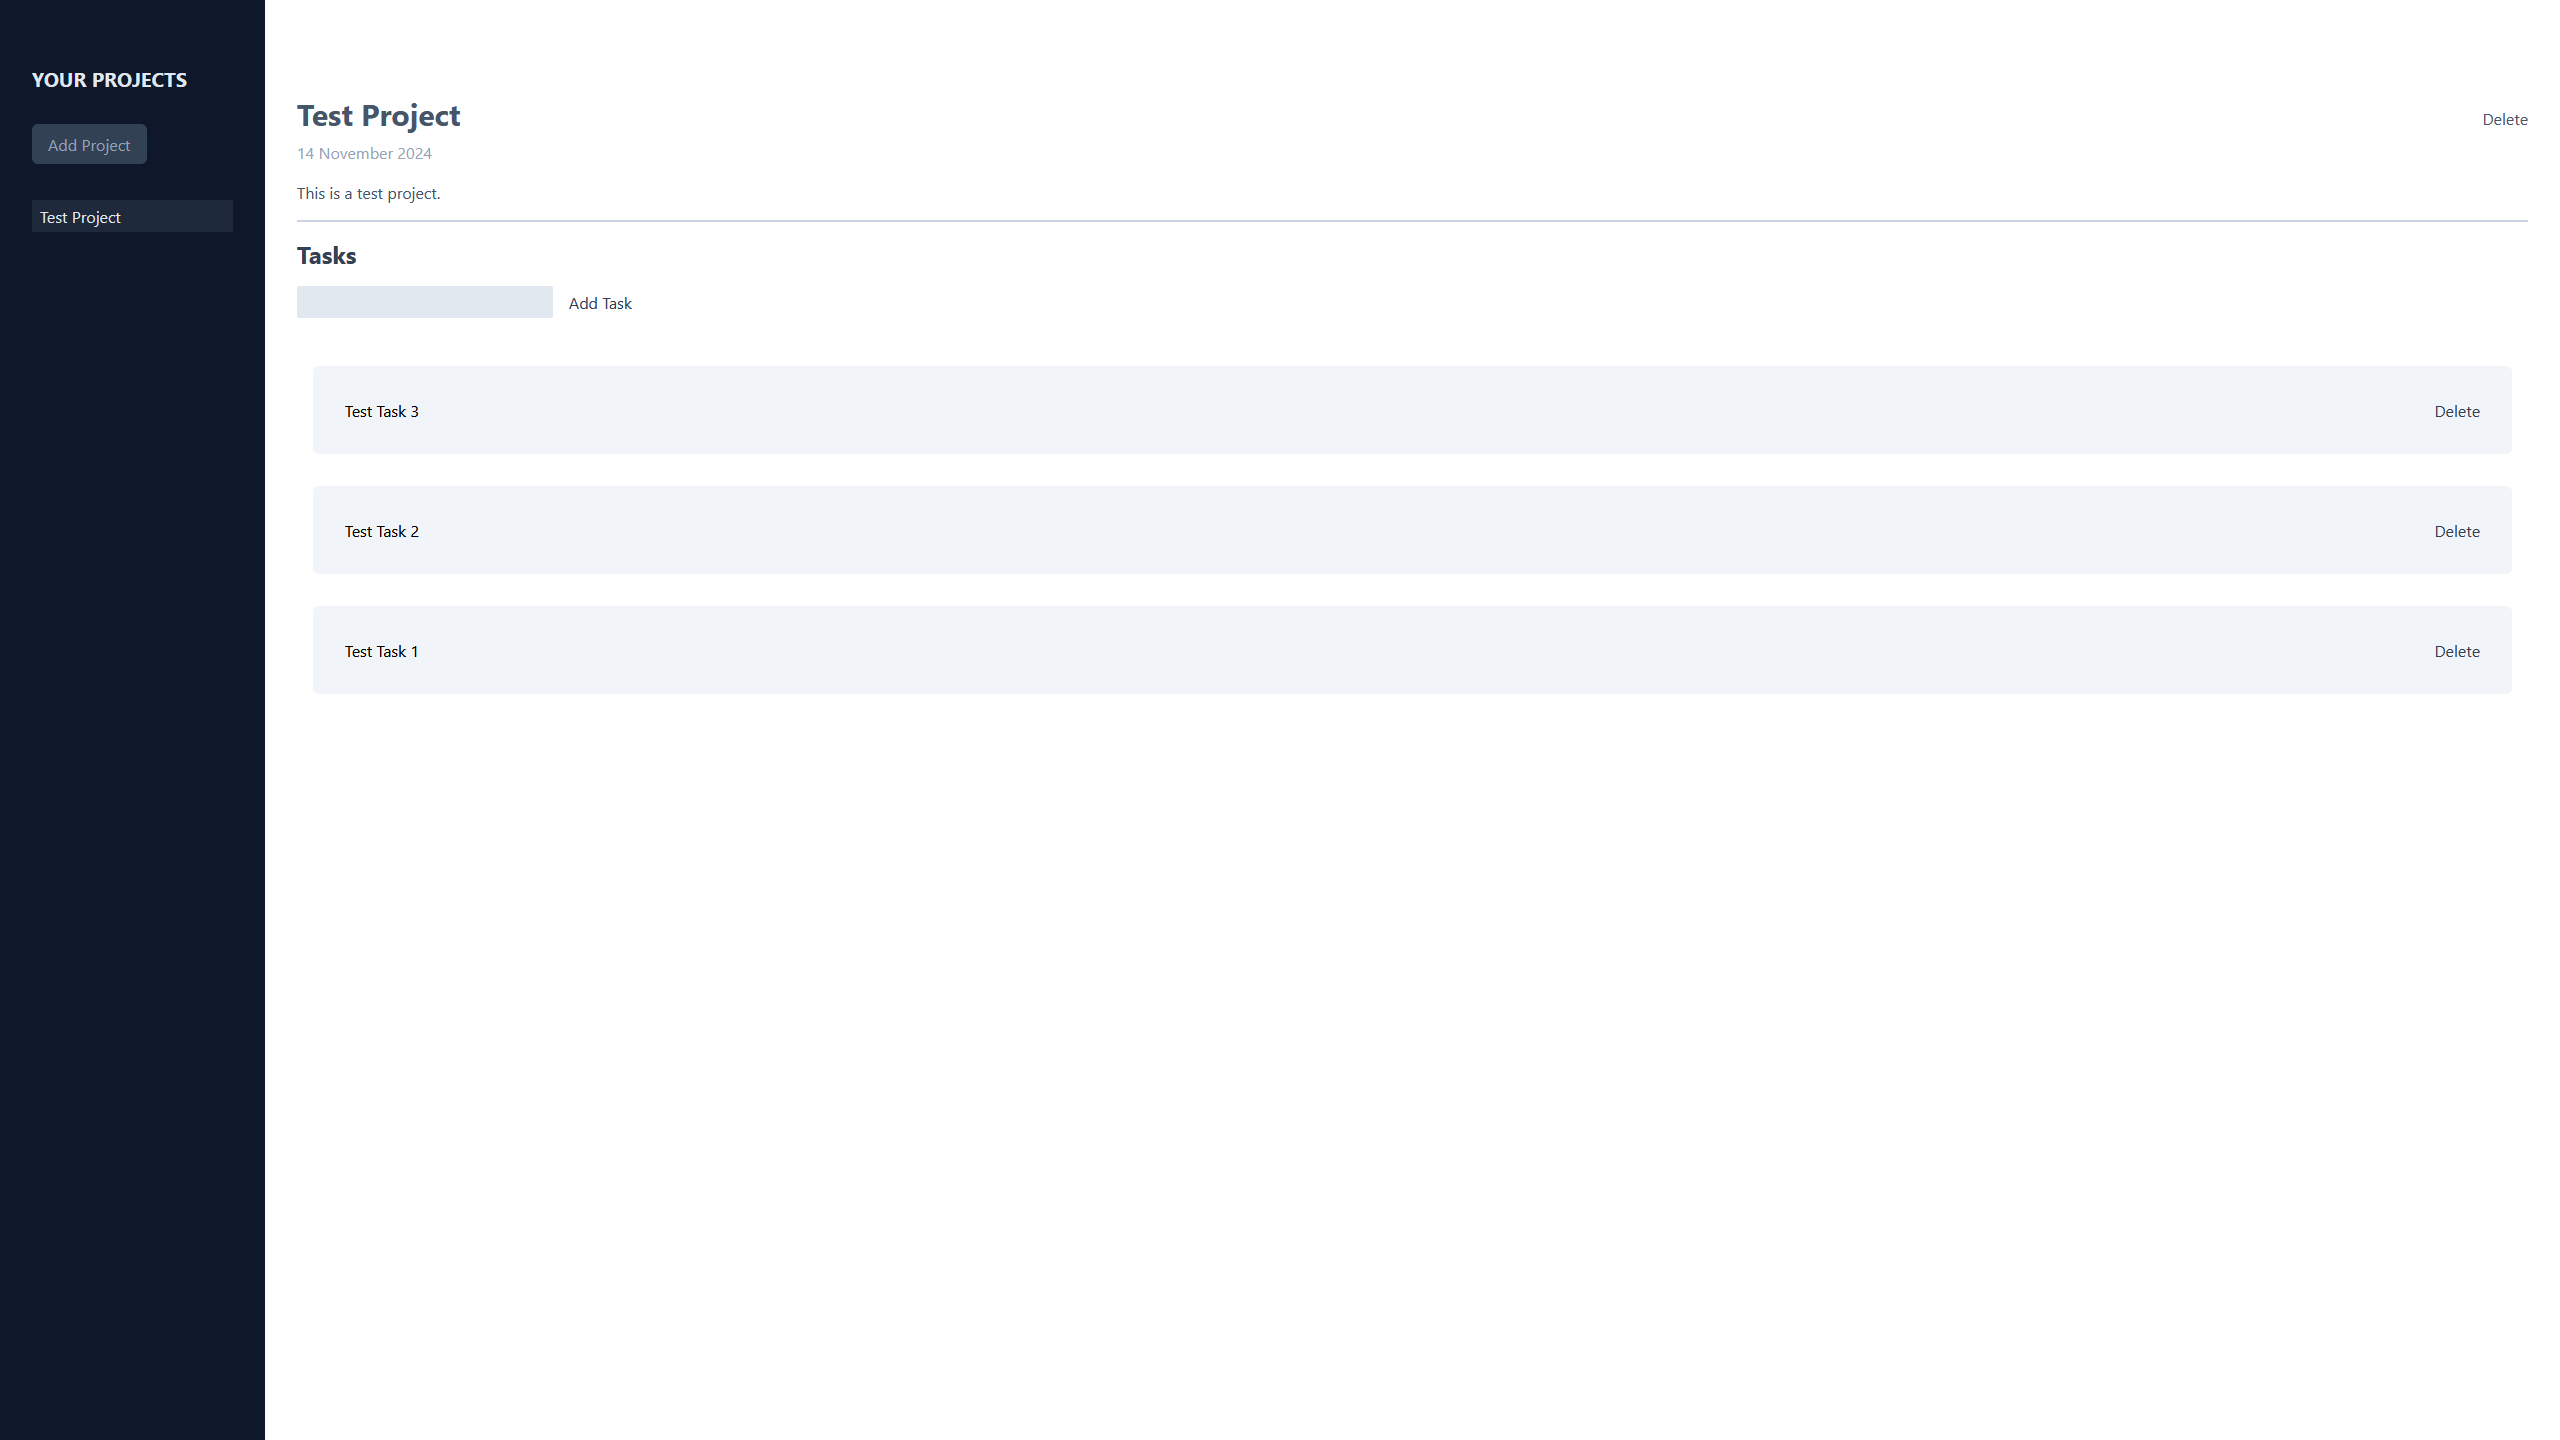 YOUR PROJECTS
Add Project
Test Project
Test Project
Delete
14 November 2024
This is a test project.
Tasks
Add Task
Test Task 3
Delete
Test Task 2
Delete
Test Task 1
Delete